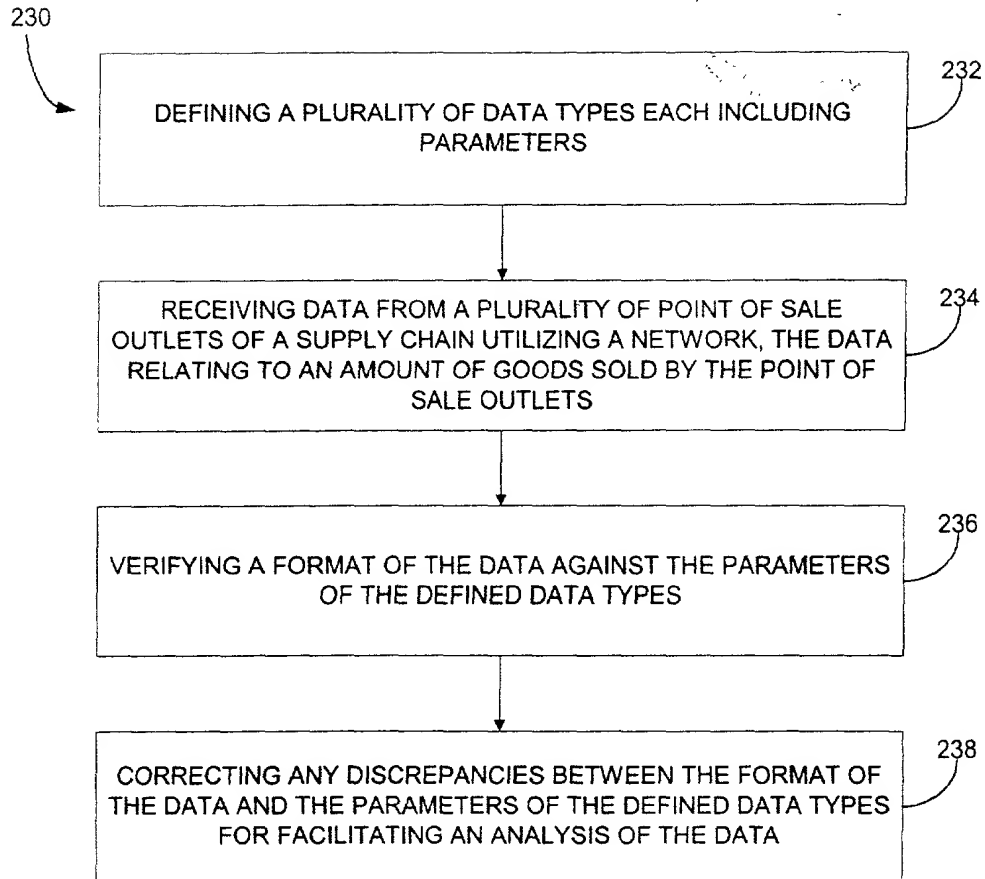 230
232
DEFINING A PLURALITY OF DATA TYPES EACH INCLUDING
PARAMETERS
234
RECEIVING DATA FROM A PLURALITY OF POINT OF SALE
OUTLETS OF A SUPPLY CHAIN UTILIZING A NETWORK, THE DATA
RELATING TO AN AMOUNT OF GOODS SOLD BY THE POINT OF
SALE OUTLETS
236
VERIFYING A FORMAT OF THE DATA AGAINST THE PARAMETERS
OF THE DEFINED DATA TYPES
238
CORRECTING ANY DISCREPANCIES BETWEEN THE FORMAT OF
THE DATA AND THE PARAMETERS OF THE DEFINED DATA TYPES
FOR FACILITATING AN ANALYSIS OF THE DATA